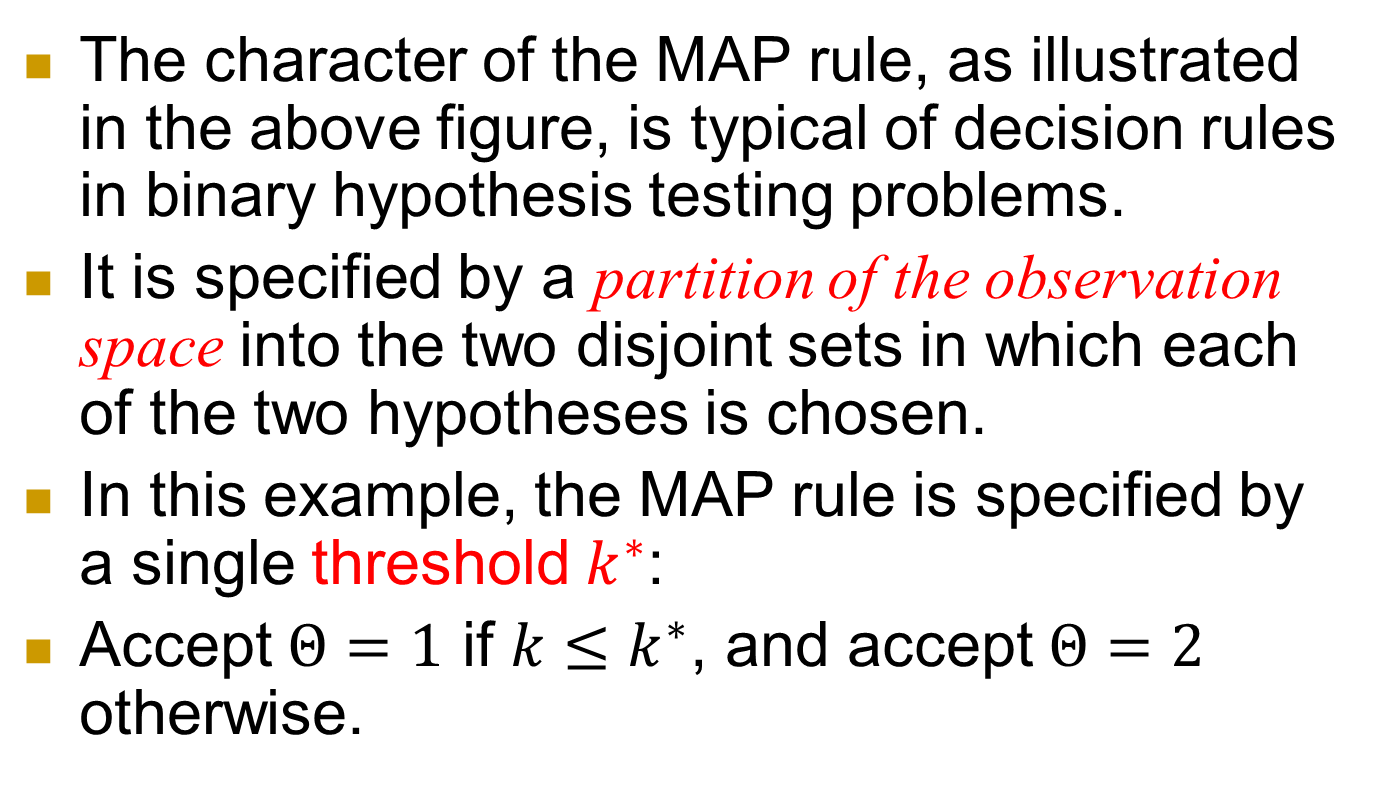 The character of the MAP rule, as illustrated
in the above figure, is typical of decision rules
in binary hypothesis testing problems.
It is specified by a partition of the observation
space into the two disjoint sets in which each
of the two hypotheses is chosen.
In this example, the MAP rule is specified by
a single threshold k*:
Accept Θ = 1 if k ≤ k*, and accept Θ = 2
otherwise.